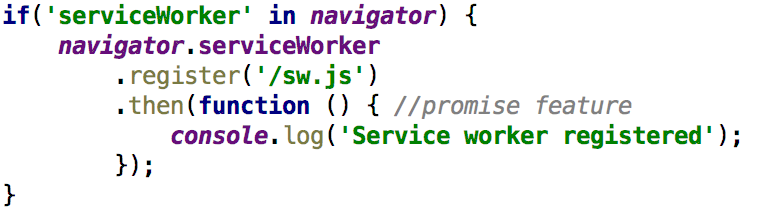 if('serviceWorker' in navigator) {
    navigator.serviceWorker
        .register('/sw.js')
        .then(function () { //promise feature
            console.log('Service worker registered');
        });
}